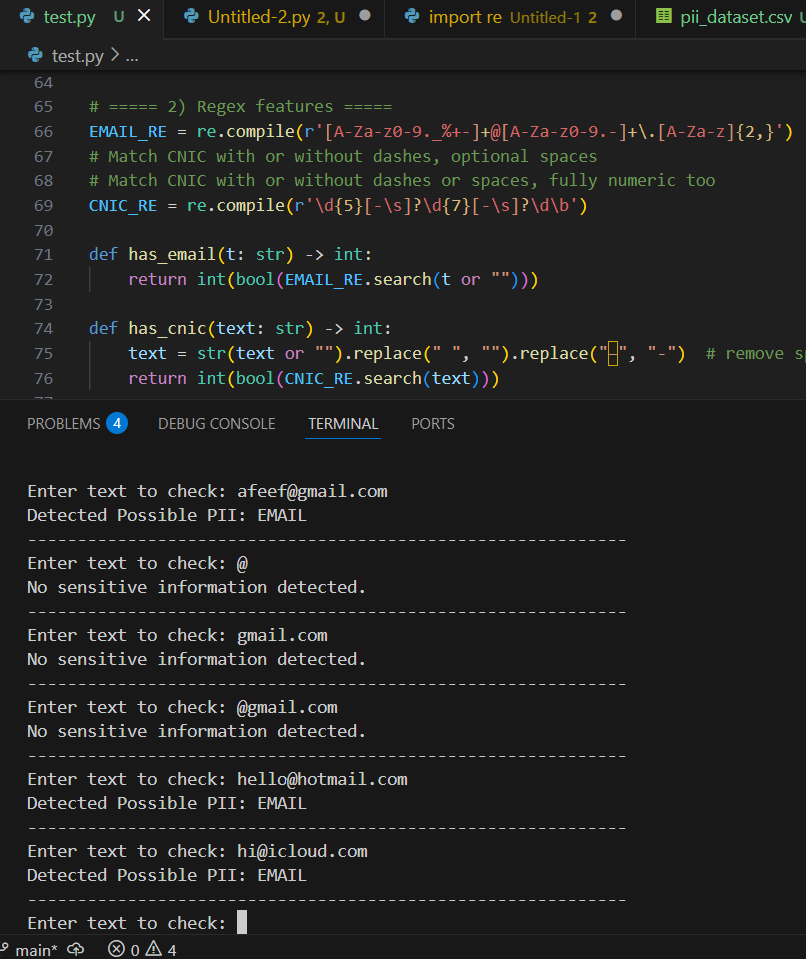 test.py U × Untitled-2.py 2, U ● import re Untitled-1 2 ● pii_dataset.csv U
test.py > ...
64
65 # ===== 2) Regex features =====
66 EMAIL_RE = re.compile(r'[A-Za-z0-9._%+-]+@[A-Za-z0-9.-]+\.[A-Za-z]{2,}')
67 # Match CNIC with or without dashes, optional spaces
68 # Match CNIC with or without dashes or spaces, fully numeric too
69 CNIC_RE = re.compile(r'\d{5}[-\s]?\d{7}[-\s]?\d\b')
70
71 def has_email(t: str) -> int:
72 return int(bool(EMAIL_RE.search(t or "")))
73
74 def has_cnic(text: str) -> int:
75 text = str(text or "").replace(" ", "").replace("–", "-") # remove sp
76 return int(bool(CNIC_RE.search(text)))
PROBLEMS 4 DEBUG CONSOLE TERMINAL PORTS
Enter text to check: afeef@gmail.com
Detected Possible PII: EMAIL
------------------------------------------------------------
Enter text to check: @
No sensitive information detected.
------------------------------------------------------------
Enter text to check: gmail.com
No sensitive information detected.
------------------------------------------------------------
Enter text to check: @gmail.com
No sensitive information detected.
------------------------------------------------------------
Enter text to check: hello@hotmail.com
Detected Possible PII: EMAIL
------------------------------------------------------------
Enter text to check: hi@icloud.com
Detected Possible PII: EMAIL
------------------------------------------------------------
Enter text to check:
main* 0 4